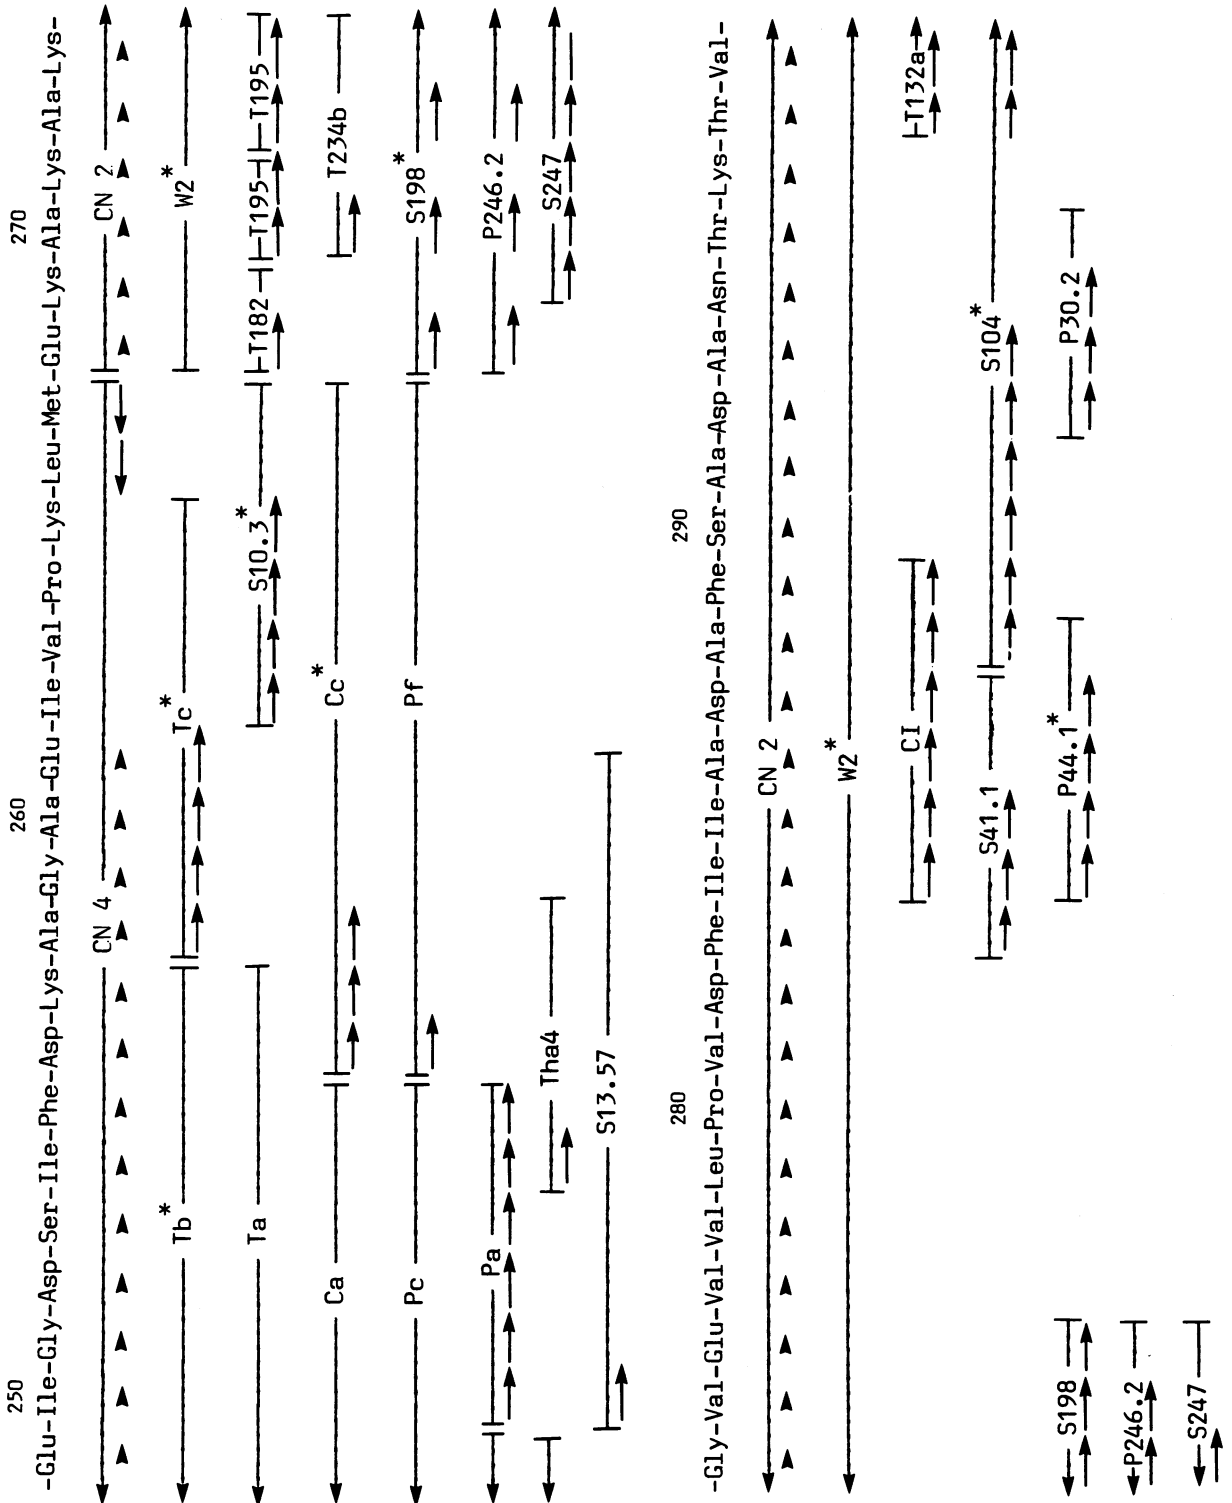 250 260 270
-Glu-Ile-Gly-Asp-Ser-Ile-Phe-Asp-Lys-Ala-Gly-Ala-Glu-Ile-Val-Pro-Lys-Leu-Met-Glu-Lys-Ala-Lys-Ala-Lys-
CN 4 CN 2
Tb* Tc* W2*
Ta S10.3* T182 T195 T195
Ca Cc* T234b
Pc Pf S198*
Pa P246.2
Tha4 S247
S13.57
280 290
-Gly-Val-Glu-Val-Val-Leu-Pro-Val-Asp-Phe-Ile-Ile-Ala-Asp-Ala-Phe-Ser-Ala-Asp-Ala-Asn-Thr-Lys-Thr-Val-
CN 2
W2*
CI T132a
S41.1 S104*
S198 P44.1* P30.2
P246.2
S247